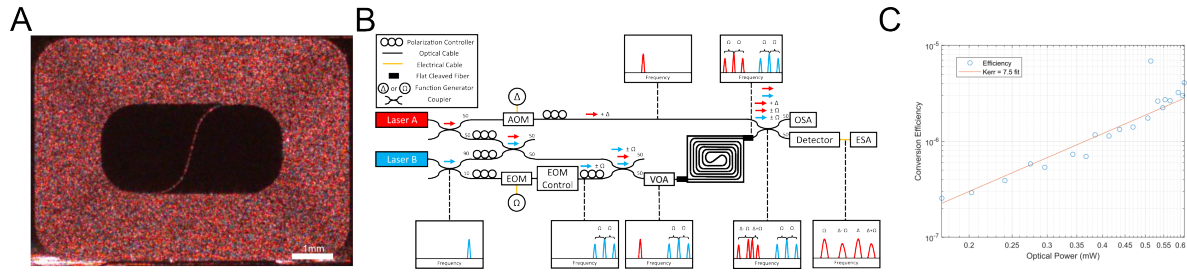 A
1mm
B
Polarization Controller
Optical Cable
Electrical Cable
Flat Cleaved Fiber
Δ or Ω Function Generator
Coupler
Laser A
Laser B
Δ
AOM
+ Δ
50
50
50
50
90
10
50
50
50
EOM
EOM
Control
Ω
± Ω
± Ω
VOA
+ Δ
± Ω
± Ω
OSA
Detector
ESA
Frequency
Frequency
Ω Ω
Ω Ω
Frequency
Frequency
Ω Ω
Frequency
Ω Ω
Frequency
Δ-Ω Δ+Ω
Ω Ω
Frequency
Ω Δ-Ω Δ Δ+Ω
C
Conversion Efficiency
10-5
10-6
10-7
Efficiency
Kerr = 7.5 fit
0.2 0.25 0.3 0.35 0.4 0.45 0.5 0.55 0.6
Optical Power (mW)